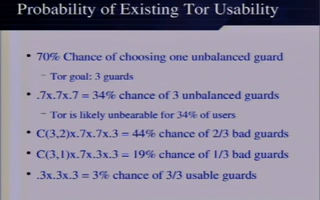 Probability of Existing Tor Usability
• 70% Chance of choosing one unbalanced guard
– Tor goal: 3 guards
• .7x.7x.7 = 34% chance of 3 unbalanced guards
– Tor is likely unbearable for 34% of users
• C(3,2)x.7x.7x.3 = 44% chance of 2/3 bad guards
• C(3,1)x.7x.3x.3 = 19% chance of 1/3 bad guards
• .3x.3x.3 = 3% chance of 3/3 usable guards